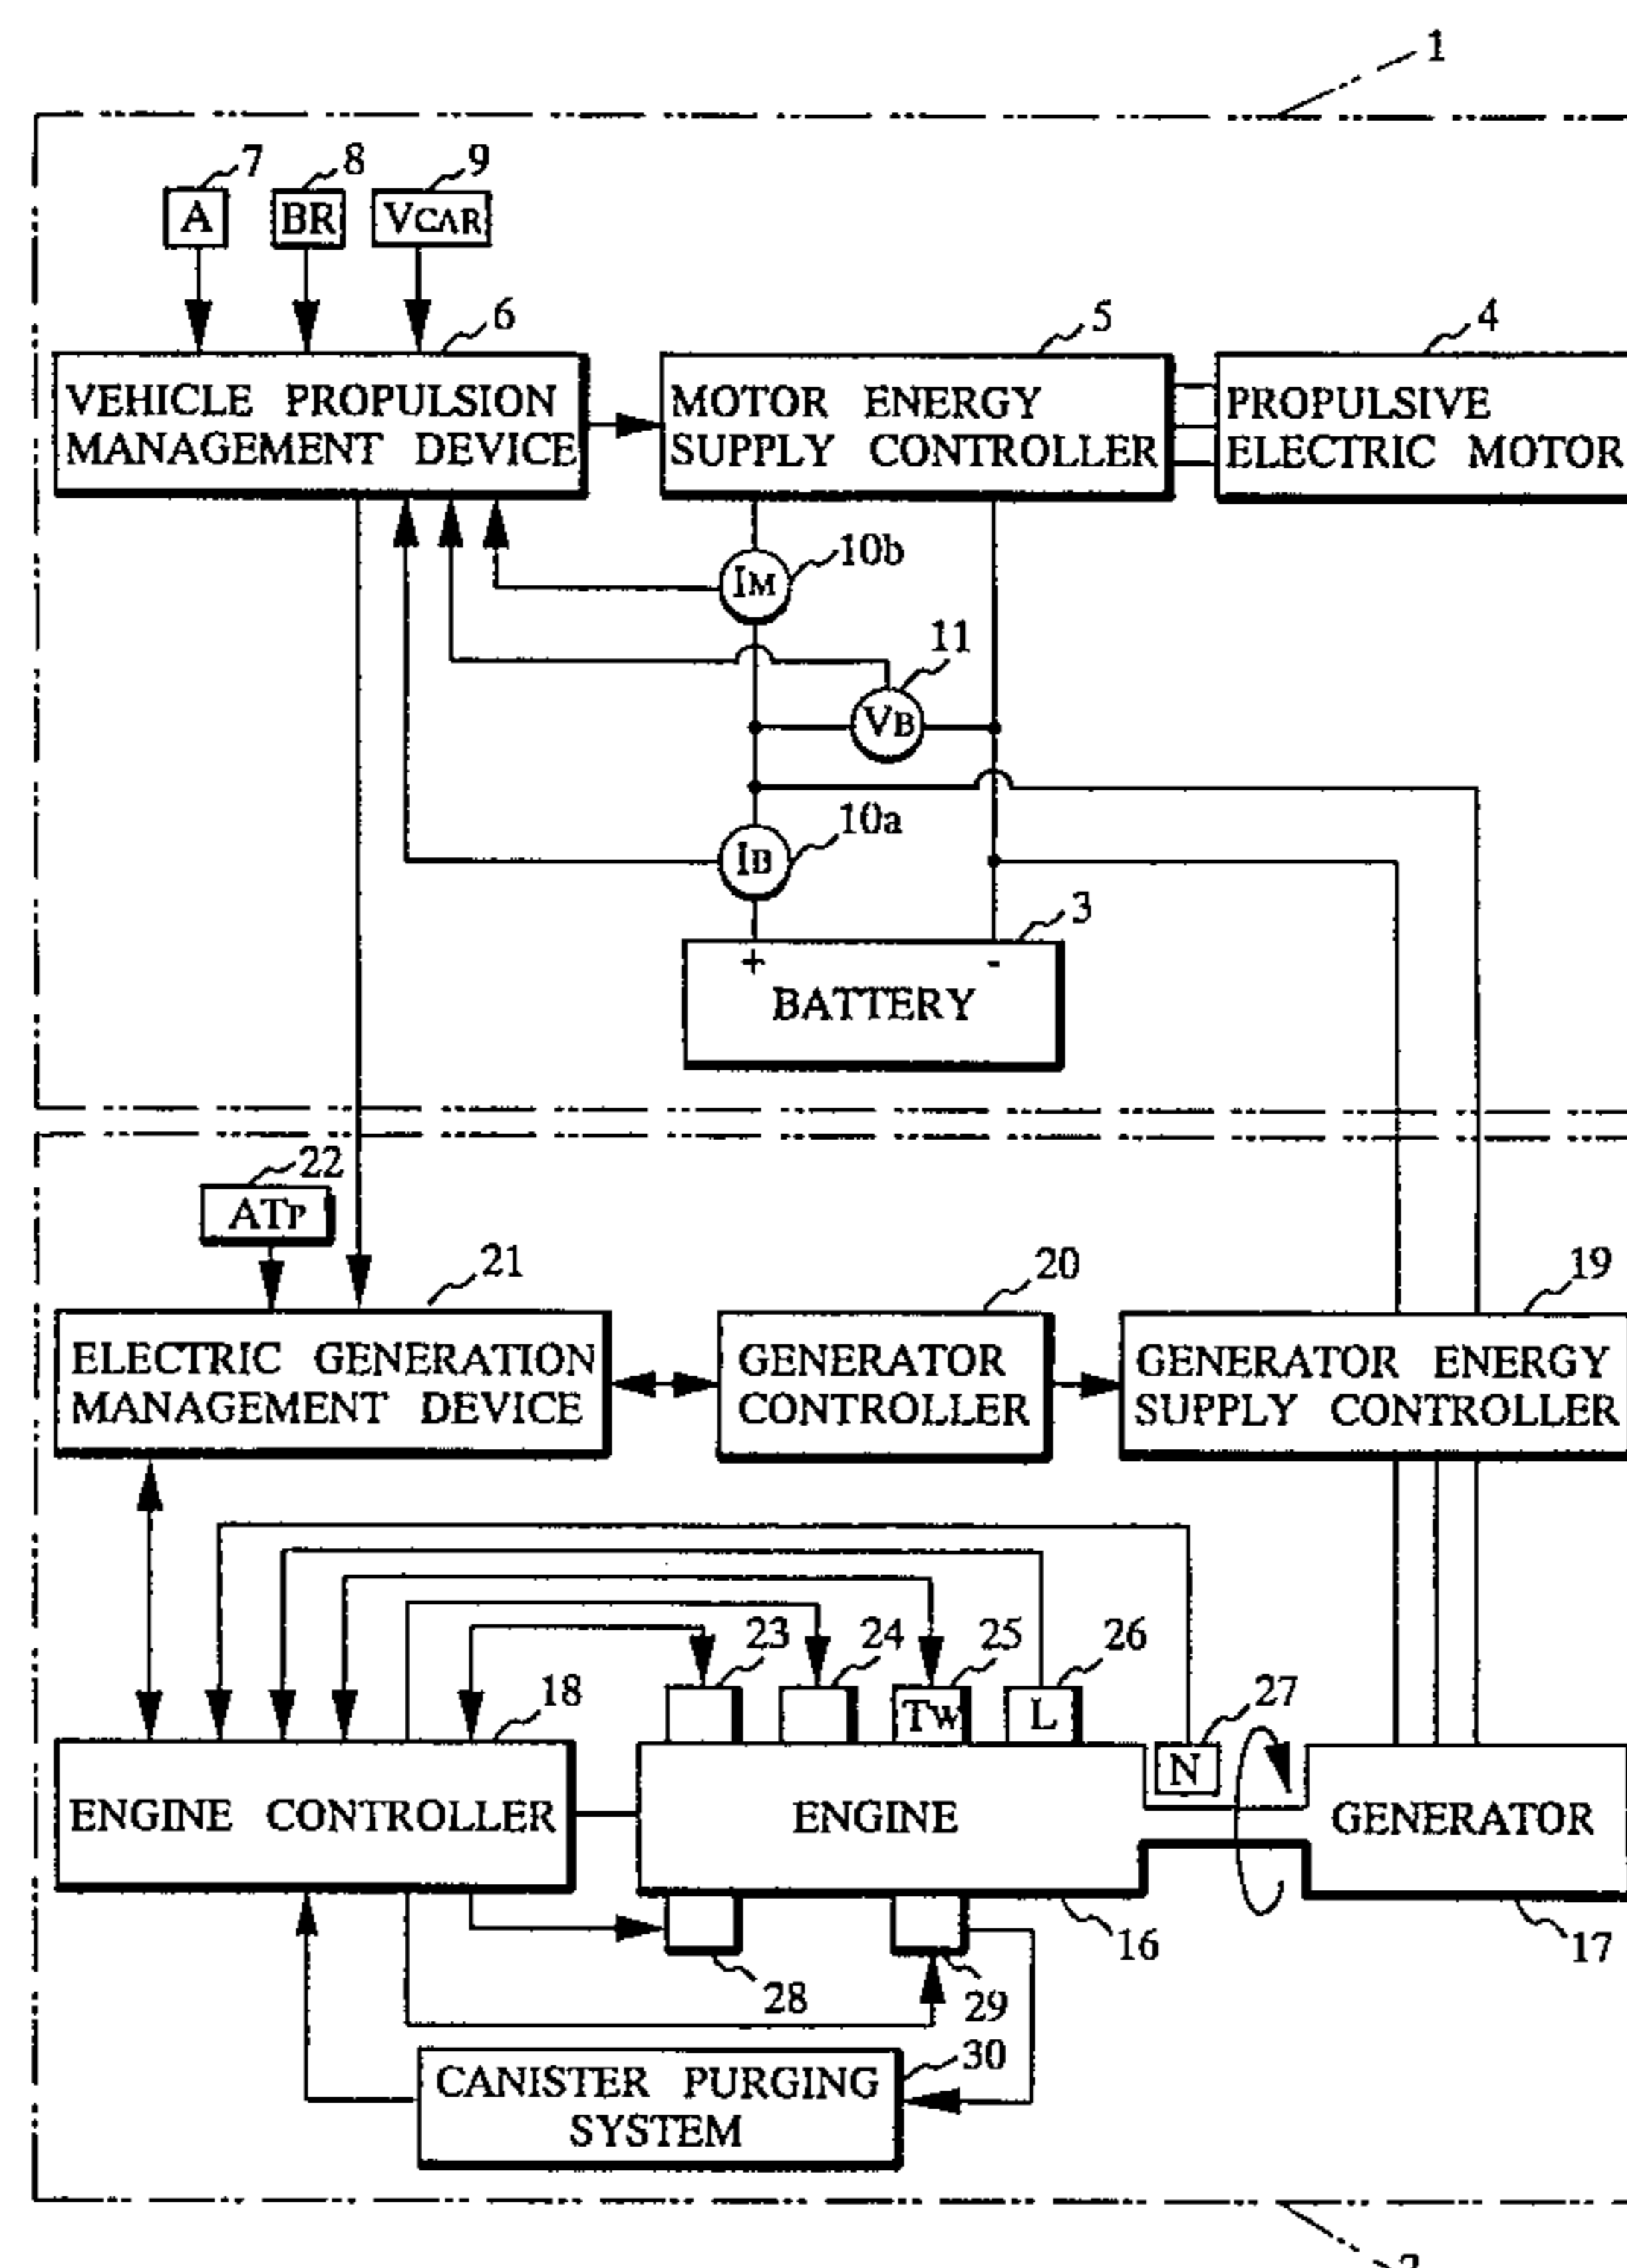 1
7
8
9
A
BR
VCAR
6
5
4
VEHICLE PROPULSION
MANAGEMENT DEVICE
MOTOR ENERGY
SUPPLY CONTROLLER
PROPULSIVE
ELECTRIC MOTOR
10b
IM
11
VB
10a
IB
3
+ -
BATTERY
22
ATP
21
20
19
ELECTRIC GENERATION
MANAGEMENT DEVICE
GENERATOR
CONTROLLER
GENERATOR ENERGY
SUPPLY CONTROLLER
23
24
25
26
18
27
TW
L
N
ENGINE CONTROLLER
ENGINE
GENERATOR
16
17
28
29
30
CANISTER PURGING
SYSTEM